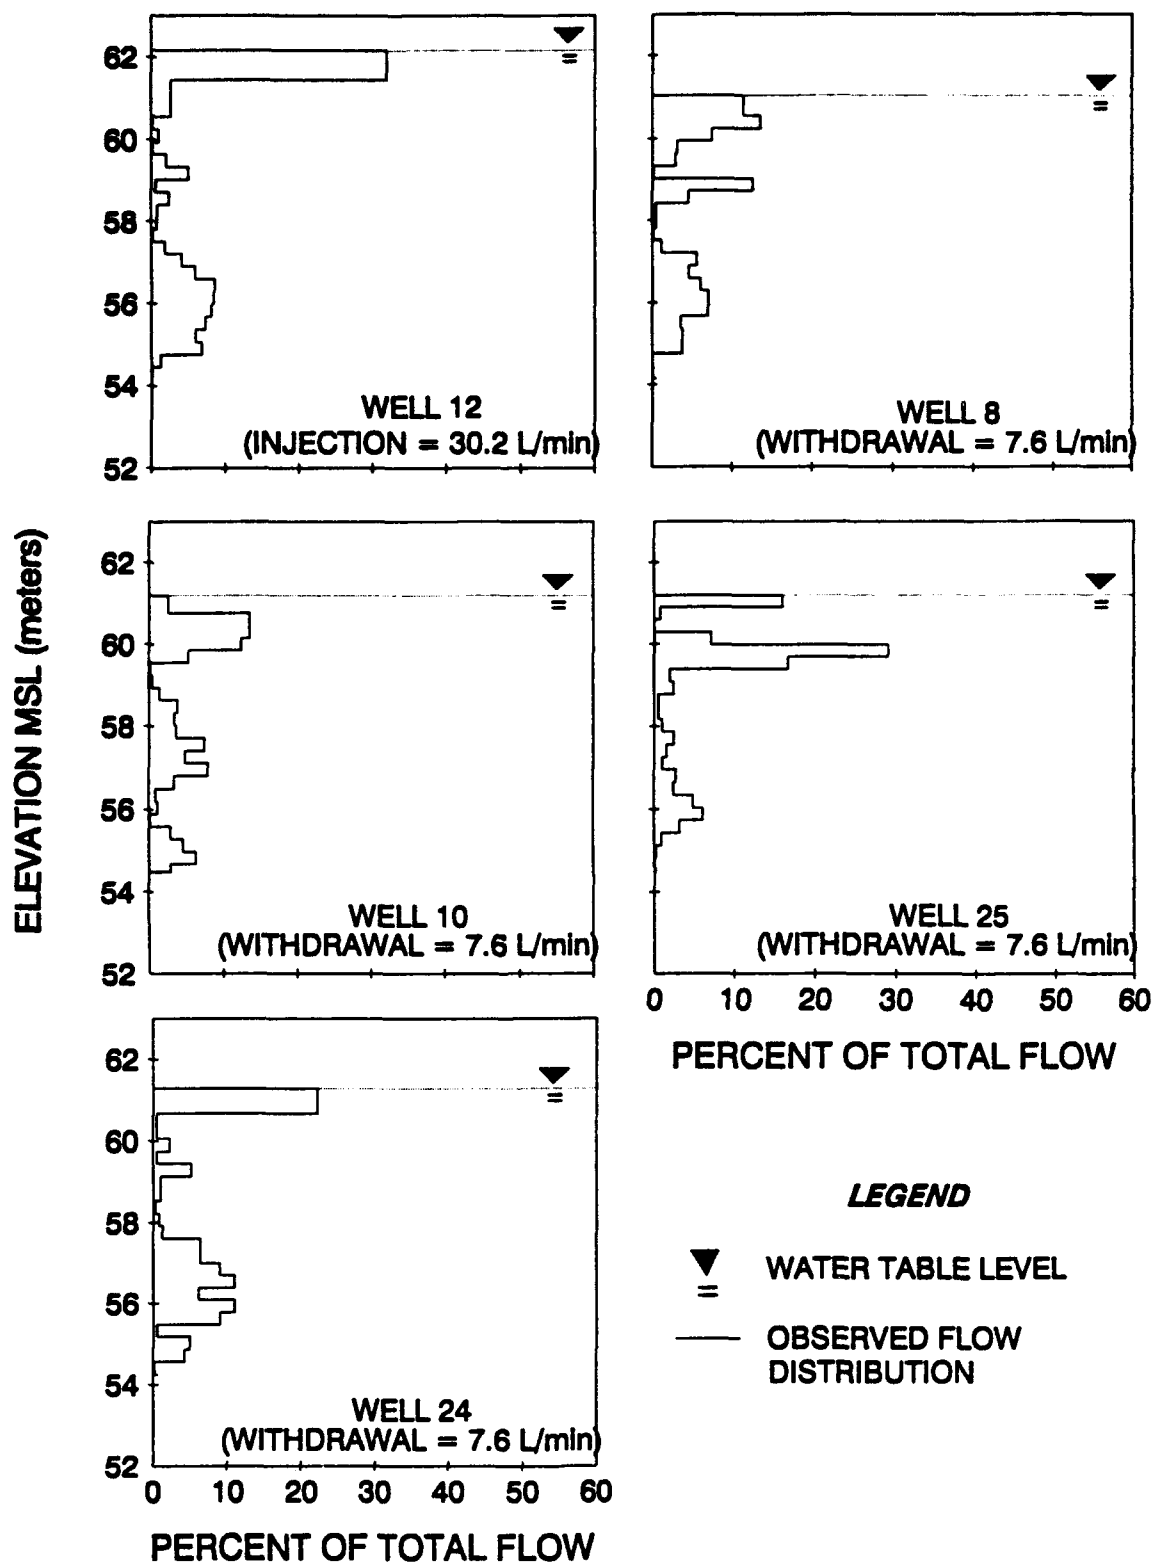 62
60
58
56
54
52
WELL 12
(INJECTION = 30.2 L/min)
WELL 8
(WITHDRAWAL = 7.6 L/min)
ELEVATION MSL (meters)
62
60
58
56
54
52
WELL 10
(WITHDRAWAL = 7.6 L/min)
WELL 25
(WITHDRAWAL = 7.6 L/min)
0 10 20 30 40 50 60
PERCENT OF TOTAL FLOW
62
60
58
56
54
52
WELL 24
(WITHDRAWAL = 7.6 L/min)
0 10 20 30 40 50 60
PERCENT OF TOTAL FLOW
LEGEND
WATER TABLE LEVEL
OBSERVED FLOW
DISTRIBUTION